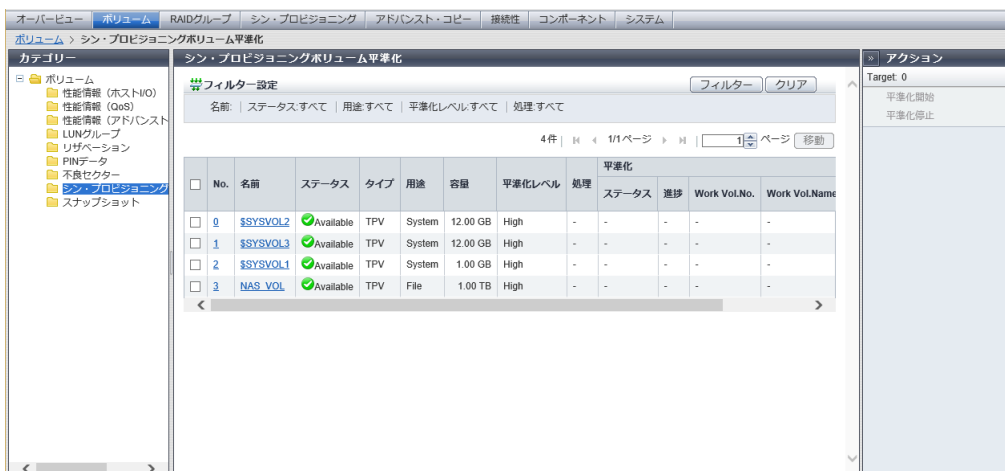 オーバービュー ボリューム RAIDグループ シン・プロビジョニング アドバンスト・コピー 接続性 コンポーネント システム
ボリューム > シン・プロビジョニングボリューム平準化
カテゴリー
ボリューム
性能情報（ホストI/O）
性能情報（QoS）
性能情報（アドバンスト
LUNグループ
リザベーション
PINデータ
不良セクター
シン・プロビジョニング
スナップショット
シン・プロビジョニングボリューム平準化
フィルター設定 フィルター クリア
名前: | ステータス:すべて | 用途:すべて | 平準化レベル:すべて | 処理:すべて
4件 | 1/1ページ | 1 ページ 移動
No. 名前 ステータス タイプ 用途 容量 平準化レベル 処理 平準化
ステータス 進捗 Work Vol.No. Work Vol.Name
0 $SYSVOL2 Available TPV System 12.00 GB High - - - - -
1 $SYSVOL3 Available TPV System 12.00 GB High - - - - -
2 $SYSVOL1 Available TPV System 1.00 GB High - - - - -
3 NAS_VOL Available TPV File 1.00 TB High - - - - -
» アクション
Target: 0
平準化開始
平準化停止